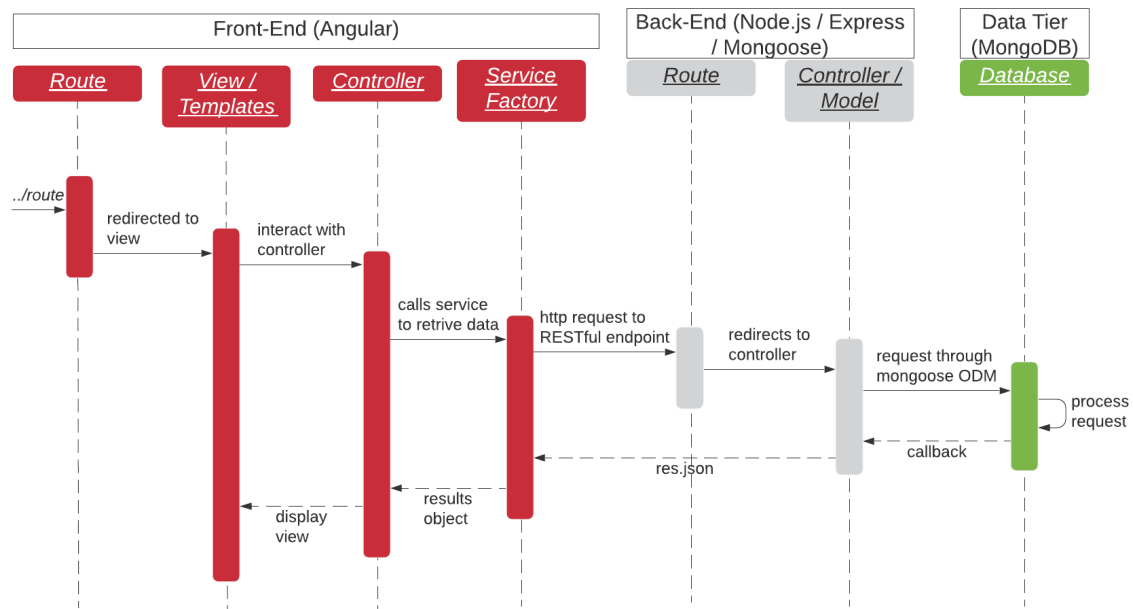 Front-End (Angular)
Back-End (Node.js / Express
/ Mongoose)
Data Tier
(MongoDB)
Route
View /
Templates
Controller
Service
Factory
Route
Controller /
Model
Database
../route
redirected to
view
interact with
controller
calls service
to retrive data
http request to
RESTful endpoint
redirects to
controller
request through
mongoose ODM
process
request
callback
res.json
results
object
display
view